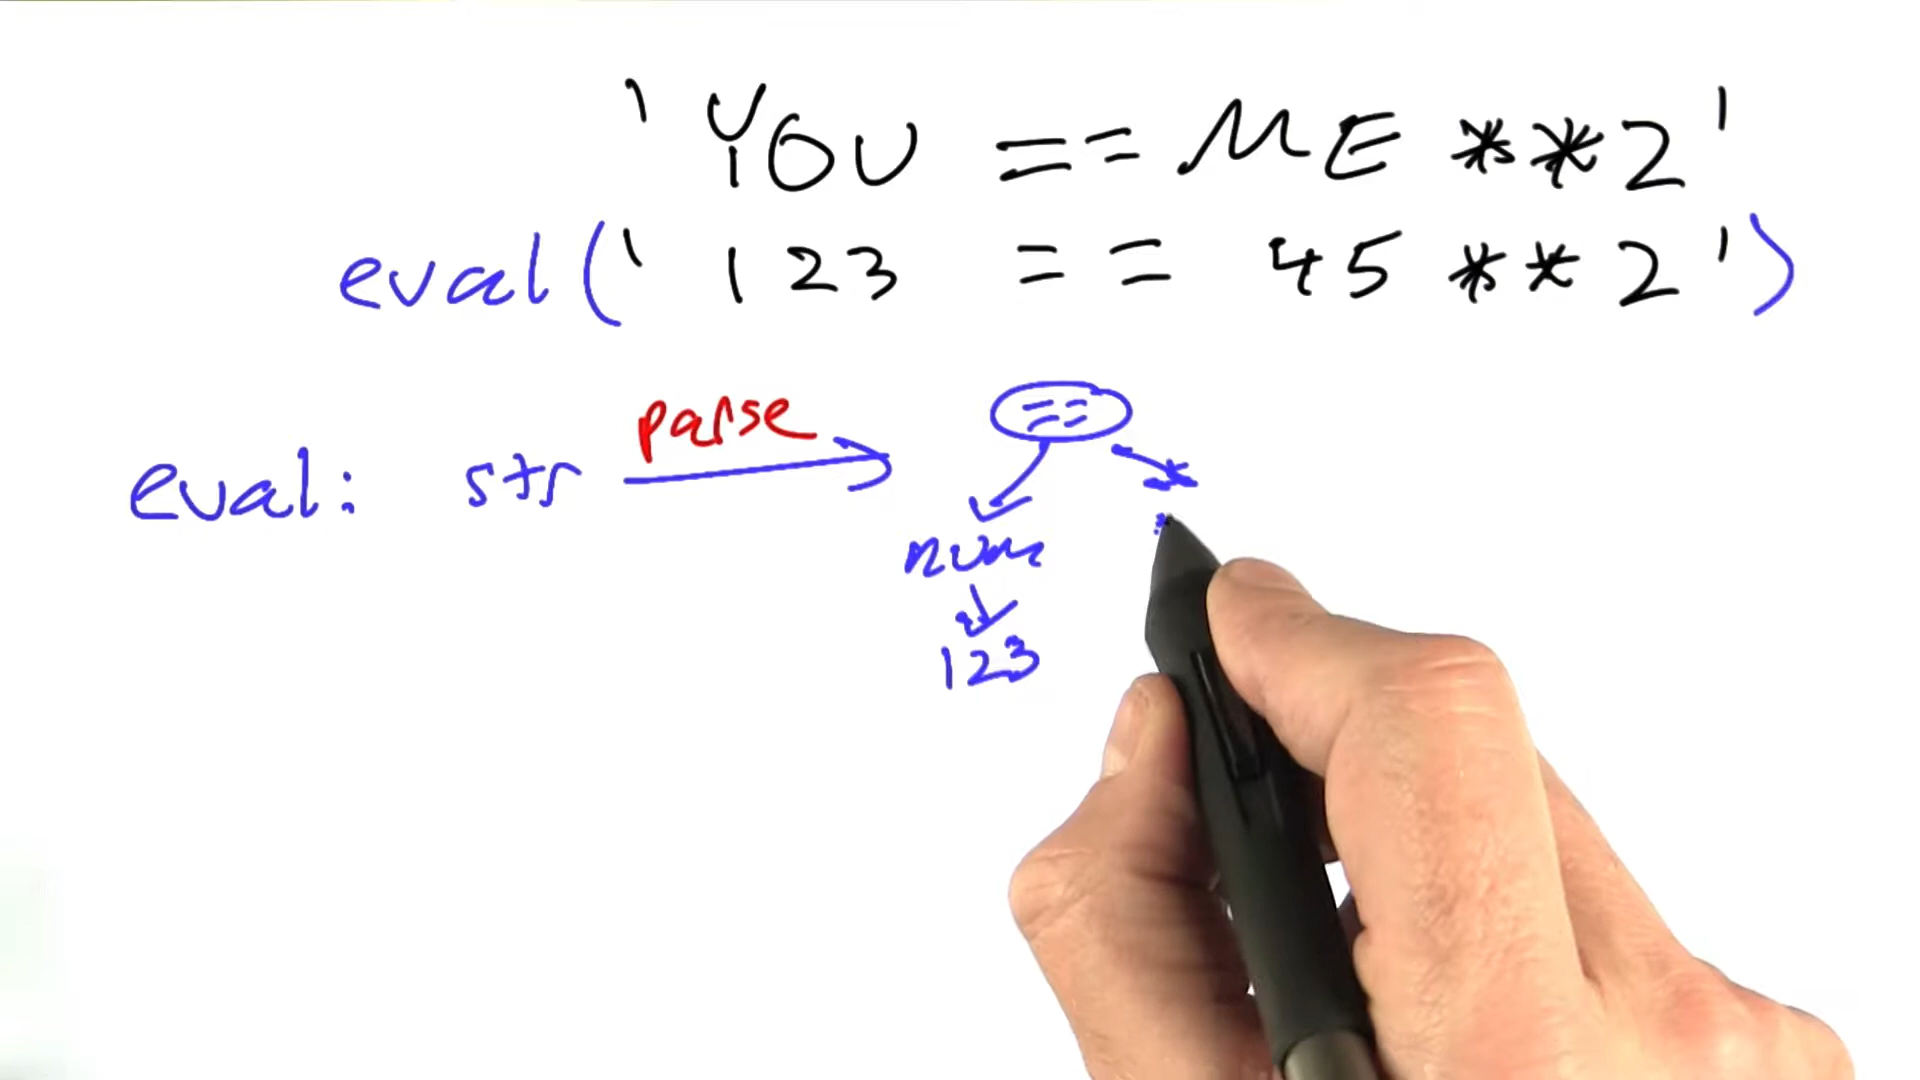 ' YOU == ME **2 '
eval(' 123 == 45 **2 ')
parse
==
eval: str
num
123